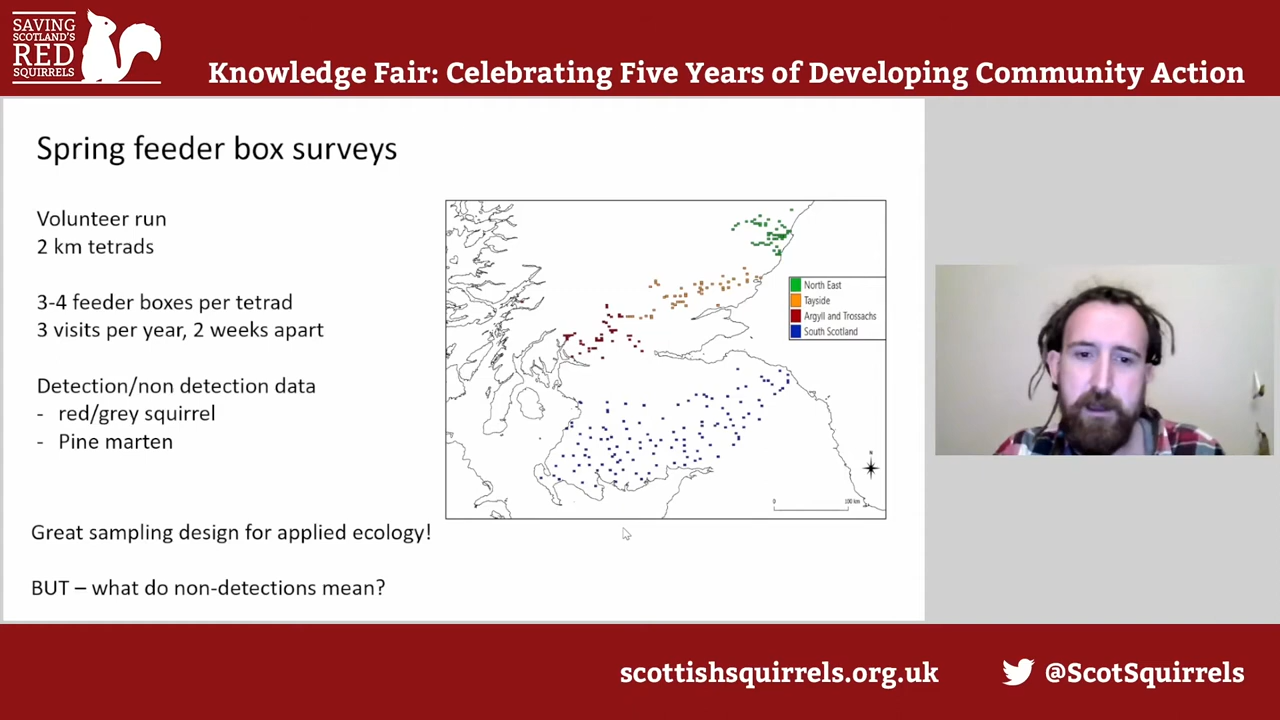 SAVING
SCOTLAND'S
RED
SQUIRRELS
Knowledge Fair: Celebrating Five Years of Developing Community Action
Spring feeder box surveys
Volunteer run
2 km tetrads
3-4 feeder boxes per tetrad
3 visits per year, 2 weeks apart
Detection/non detection data
- red/grey squirrel
- Pine marten
Great sampling design for applied ecology!
BUT – what do non-detections mean?
North East
Tayside
Argyll and Trossachs
South Scotland
N
0 100 km
scottishsquirrels.org.uk
@ScotSquirrels